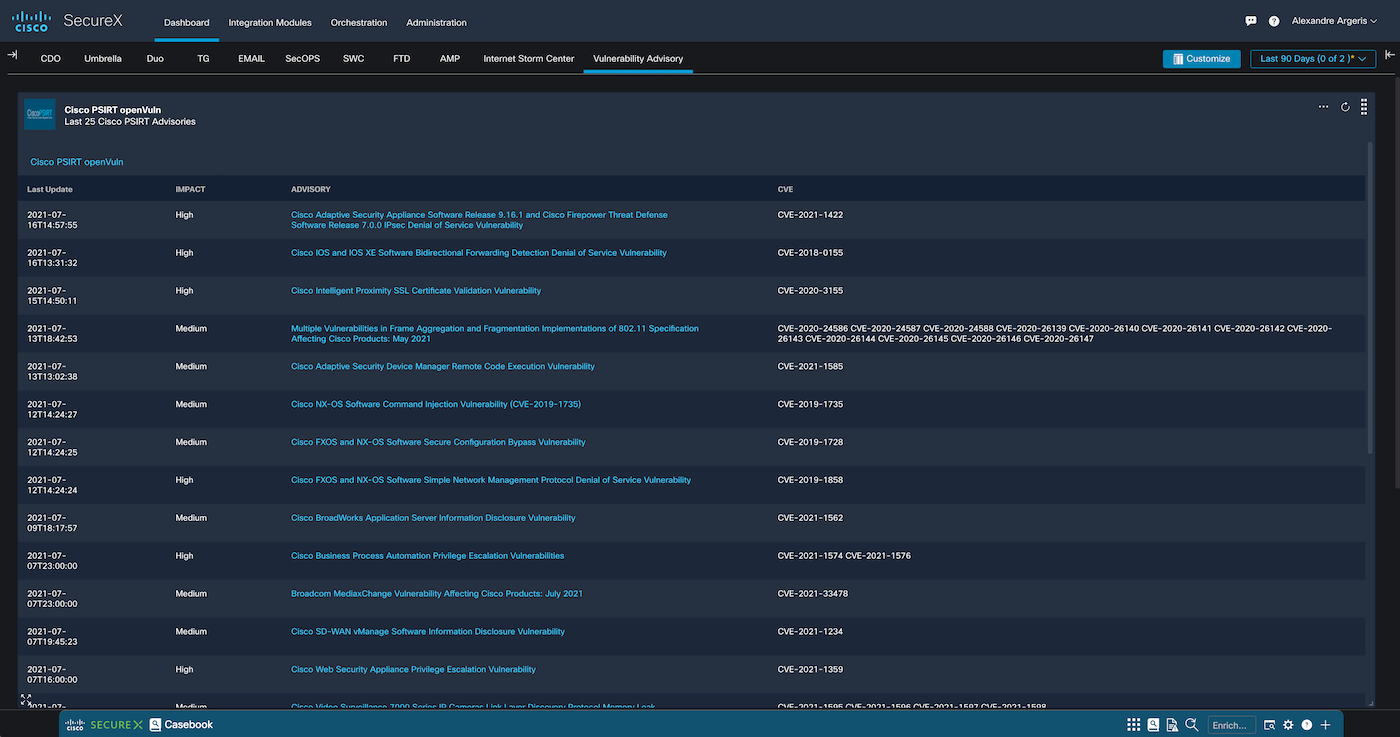 CISCO SecureX Dashboard Integration Modules Orchestration Administration ? Alexandre Argeris
CDO Umbrella Duo TG EMAIL SecOPS SWC FTD AMP Internet Storm Center Vulnerability Advisory Customize Last 90 Days (0 of 2 )*
CiscoPSIRT
Cisco PSIRT openVuln
Last 25 Cisco PSIRT Advisories
Cisco PSIRT openVuln
Last Update IMPACT ADVISORY CVE
2021-07- High Cisco Adaptive Security Appliance Software Release 9.16.1 and Cisco Firepower Threat Defense CVE-2021-1422
16T14:57:55 Software Release 7.0.0 IPsec Denial of Service Vulnerability
2021-07- High Cisco IOS and IOS XE Software Bidirectional Forwarding Detection Denial of Service Vulnerability CVE-2018-0155
16T13:31:32
2021-07- High Cisco Intelligent Proximity SSL Certificate Validation Vulnerability CVE-2020-3155
15T14:50:11
2021-07- Medium Multiple Vulnerabilities in Frame Aggregation and Fragmentation Implementations of 802.11 Specification CVE-2020-24586 CVE-2020-24587 CVE-2020-24588 CVE-2020-26139 CVE-2020-26140 CVE-2020-26141 CVE-2020-26142 CVE-2020-
13T18:42:53 Affecting Cisco Products: May 2021 26143 CVE-2020-26144 CVE-2020-26145 CVE-2020-26146 CVE-2020-26147
2021-07- Medium Cisco Adaptive Security Device Manager Remote Code Execution Vulnerability CVE-2021-1585
13T13:02:38
2021-07- Medium Cisco NX-OS Software Command Injection Vulnerability (CVE-2019-1735) CVE-2019-1735
12T14:24:27
2021-07- Medium Cisco FXOS and NX-OS Software Secure Configuration Bypass Vulnerability CVE-2019-1728
12T14:24:25
2021-07- High Cisco FXOS and NX-OS Software Simple Network Management Protocol Denial of Service Vulnerability CVE-2019-1858
12T14:24:24
2021-07- Medium Cisco BroadWorks Application Server Information Disclosure Vulnerability CVE-2021-1562
09T18:17:57
2021-07- High Cisco Business Process Automation Privilege Escalation Vulnerabilities CVE-2021-1574 CVE-2021-1576
07T23:00:00
2021-07- Medium Broadcom MediaxChange Vulnerability Affecting Cisco Products: July 2021 CVE-2021-33478
07T23:00:00
2021-07- Medium Cisco SD-WAN vManage Software Information Disclosure Vulnerability CVE-2021-1234
07T19:45:23
2021-07- High Cisco Web Security Appliance Privilege Escalation Vulnerability CVE-2021-1359
07T16:00:00
2021-07- Medium Cisco Video Surveillance 7000 Series IP Cameras Link Layer Discovery Protocol Memory Leak CVE-2021-1595 CVE-2021-1596 CVE-2021-1597 CVE-2021-1598
CISCO SECUREX Casebook Enrich... ?